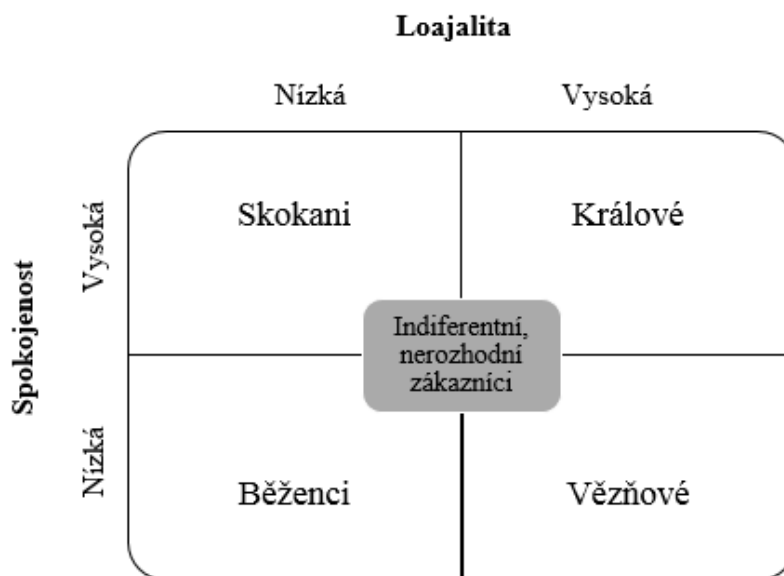 Loajalita
Nízká Vysoká
Skokani Králové
Vysoká
Spokojenost
Indiferentní,
nerozhodní
zákazníci
Nízká
Běženci Vězňové